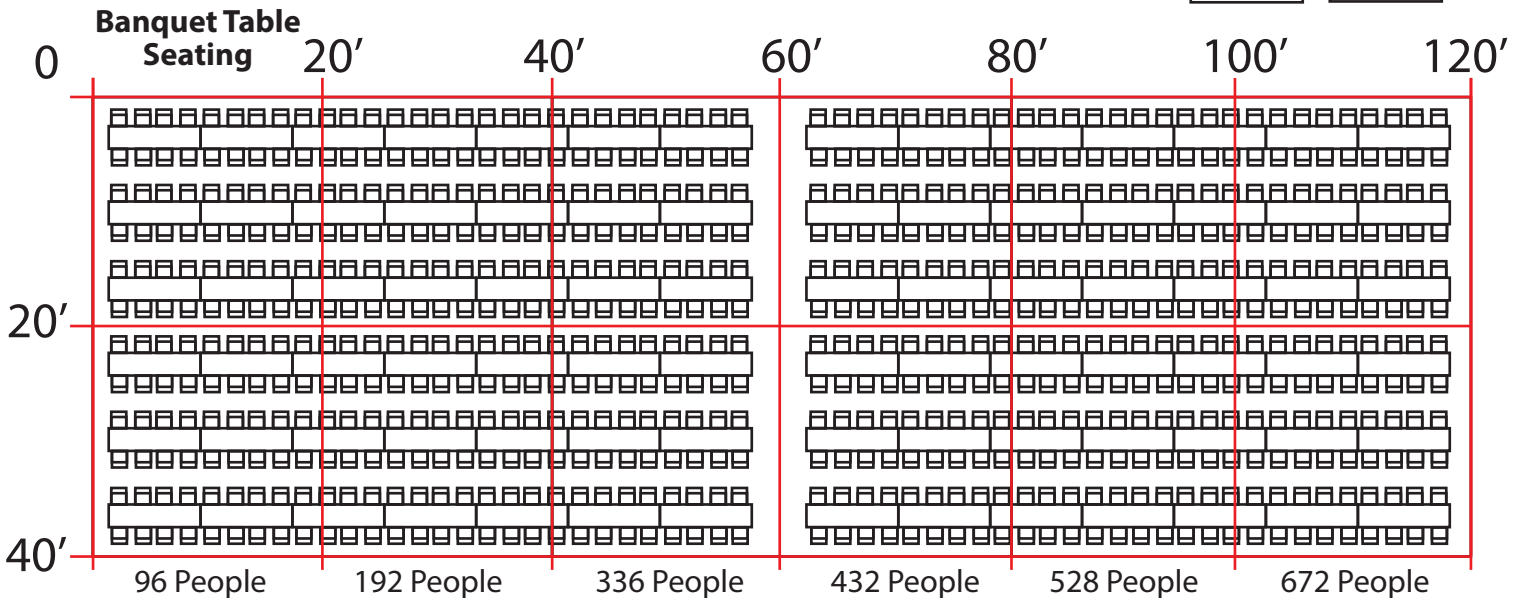 Banquet Table
Seating
0 20’ 40’ 60’ 80’ 100’ 120’
20’
40’
96 People 192 People 336 People 432 People 528 People 672 People